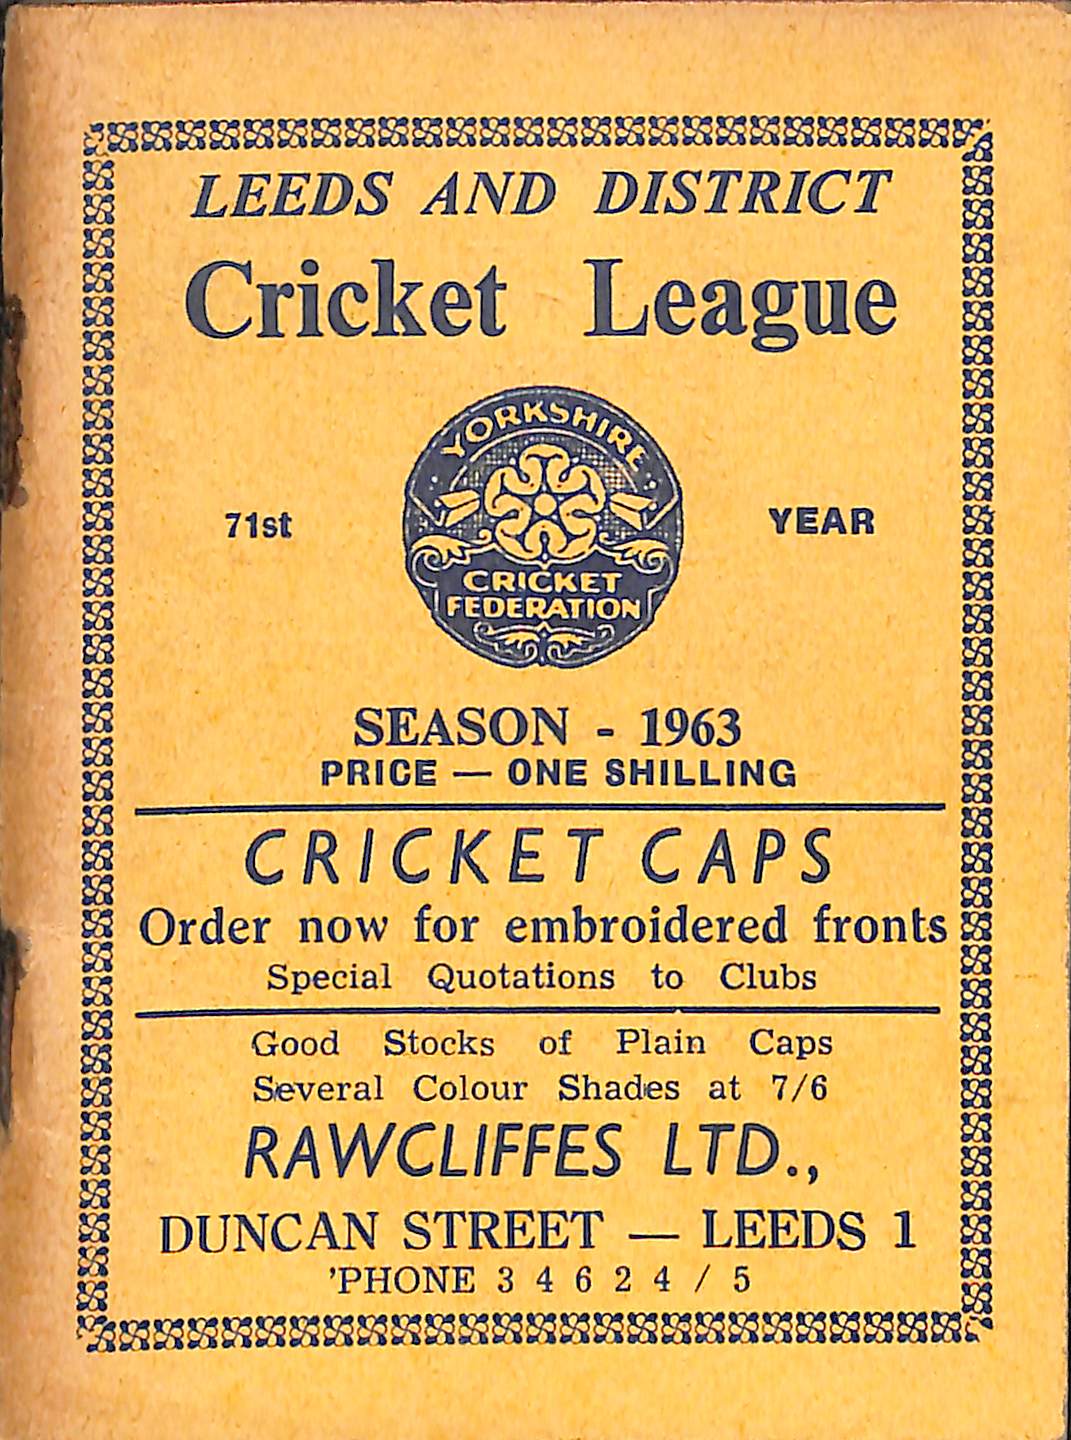 LEEDS AND DISTRICT
Cricket League
YORKSHIRE
71st YEAR
CRICKET
FEDERATION
SEASON - 1963
PRICE — ONE SHILLING
CRICKET CAPS
Order now for embroidered fronts
Special Quotations to Clubs
Good Stocks of Plain Caps
Several Colour Shades at 7/6
RAWCLIFFES LTD.,
DUNCAN STREET — LEEDS 1
'PHONE 3 4 6 2 4 / 5